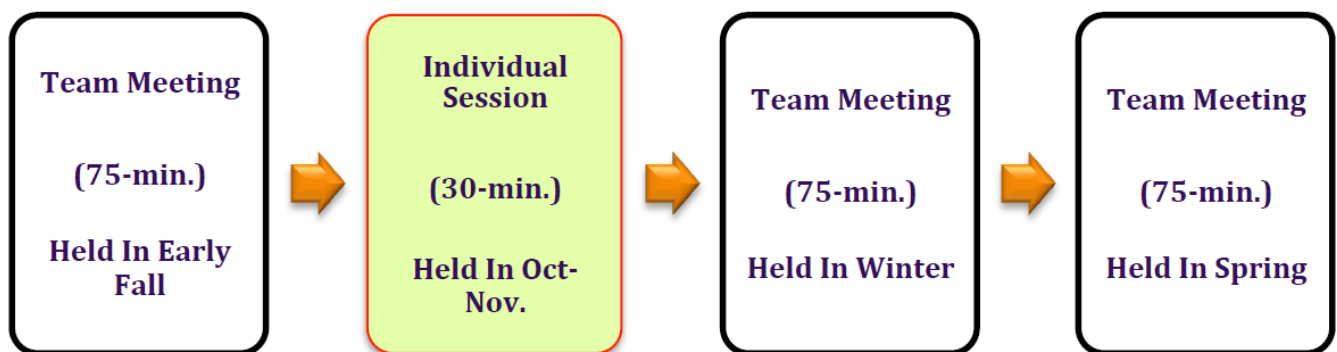 Team Meeting
(75-min.)
Held In Early
Fall
Individual
Session
(30-min.)
Held In Oct-
Nov.
Team Meeting
(75-min.)
Held In Winter
Team Meeting
(75-min.)
Held In Spring